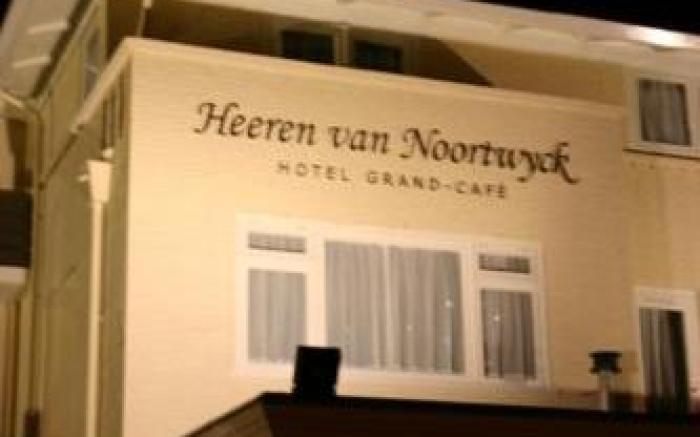 Heeren van Noortwyck
HOTEL GRAND-CAFÉ